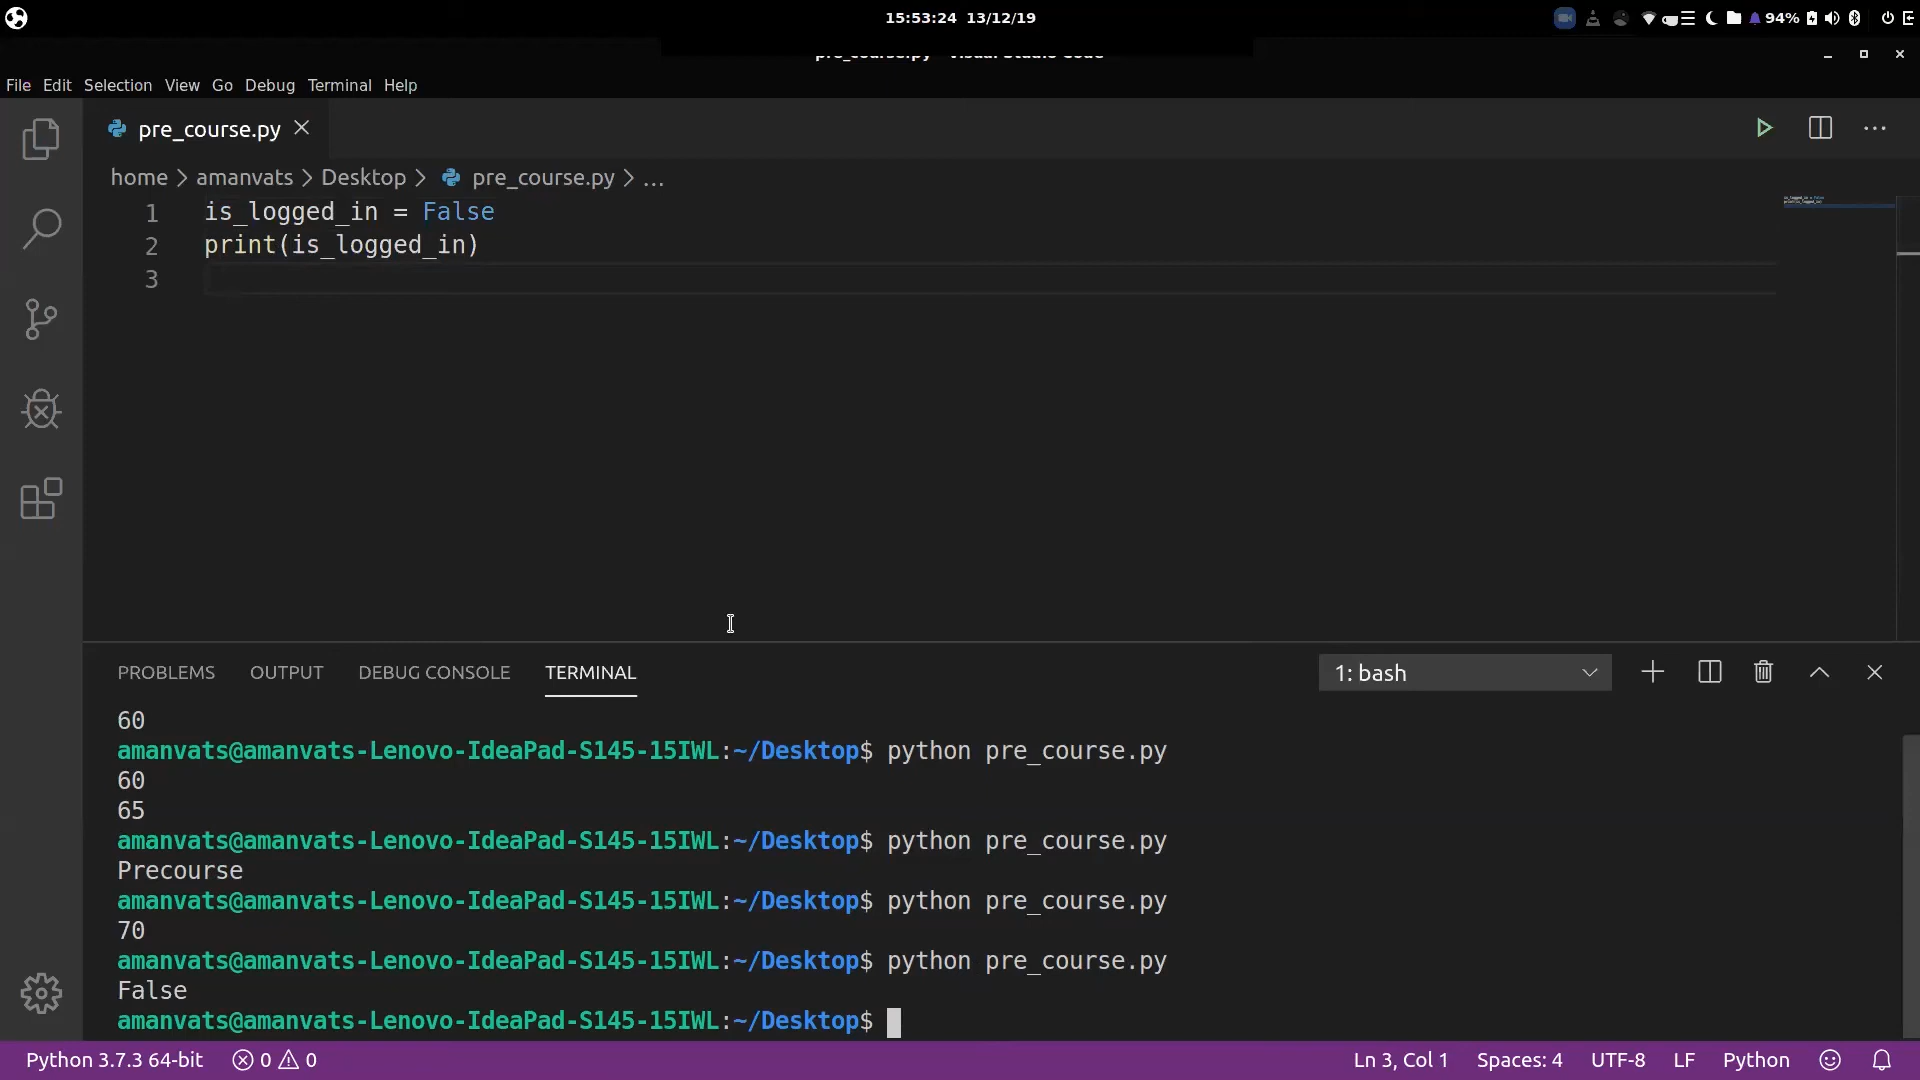 15:53:24 13/12/19
94%
pre_course.py - Visual Studio Code
File Edit Selection View Go Debug Terminal Help
pre_course.py
home > amanvats > Desktop > pre_course.py > ...
1 is_logged_in = False
2 print(is_logged_in)
3
PROBLEMS OUTPUT DEBUG CONSOLE TERMINAL
1: bash
60
amanvats@amanvats-Lenovo-IdeaPad-S145-15IWL:~/Desktop$ python pre_course.py
60
65
amanvats@amanvats-Lenovo-IdeaPad-S145-15IWL:~/Desktop$ python pre_course.py
Precourse
amanvats@amanvats-Lenovo-IdeaPad-S145-15IWL:~/Desktop$ python pre_course.py
70
amanvats@amanvats-Lenovo-IdeaPad-S145-15IWL:~/Desktop$ python pre_course.py
False
amanvats@amanvats-Lenovo-IdeaPad-S145-15IWL:~/Desktop$
Python 3.7.3 64-bit 0 0 Ln 3, Col 1 Spaces: 4 UTF-8 LF Python